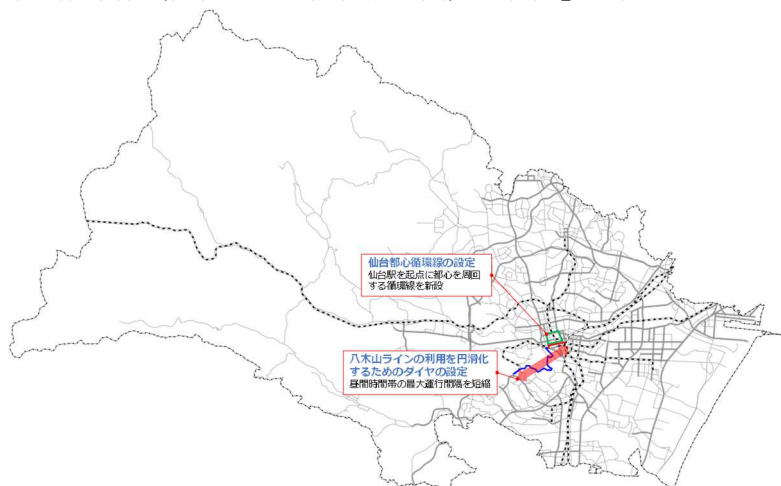 仙台都心循環線の設定
仙台駅を起点に都心を周回
する循環線を新設
八木山ラインの利用を円滑化
するためのダイヤの設定
昼間時間帯の最大運行間隔を短縮